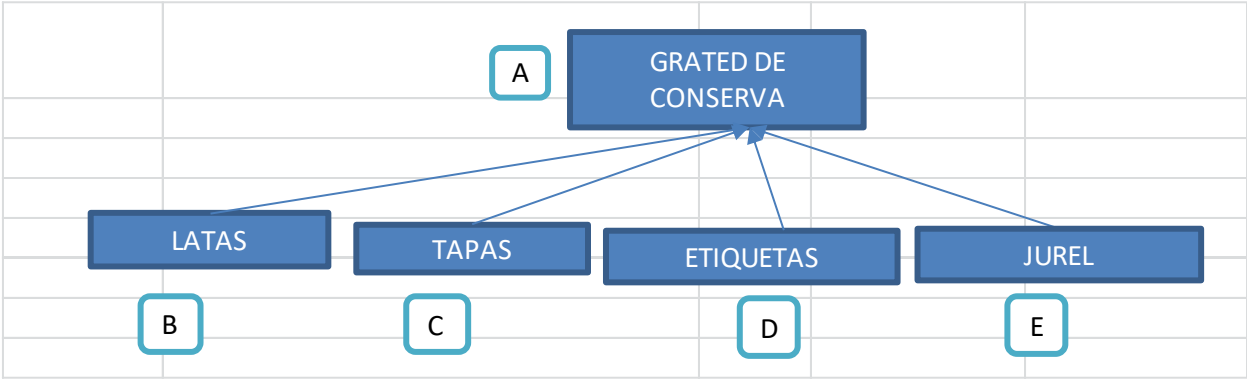 A
GRATED DE
CONSERVA
LATAS
TAPAS
ETIQUETAS
JUREL
B
C
D
E